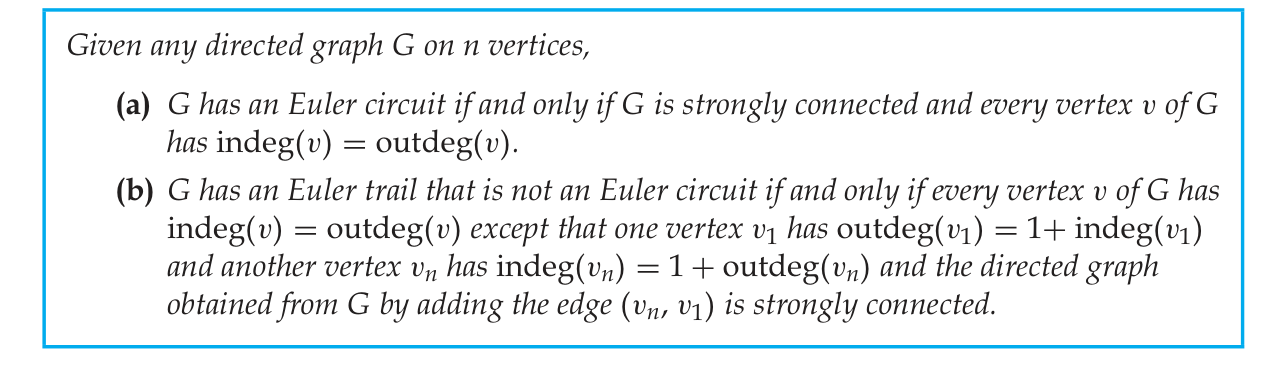 Given any directed graph G on n vertices,
(a) G has an Euler circuit if and only if G is strongly connected and every vertex v of G
has indeg(v) = outdeg(v).
(b) G has an Euler trail that is not an Euler circuit if and only if every vertex v of G has
indeg(v) = outdeg(v) except that one vertex v₁ has outdeg(v₁) = 1+ indeg(v₁)
and another vertex vₙ has indeg(vₙ) = 1 + outdeg(vₙ) and the directed graph
obtained from G by adding the edge (vₙ, v₁) is strongly connected.